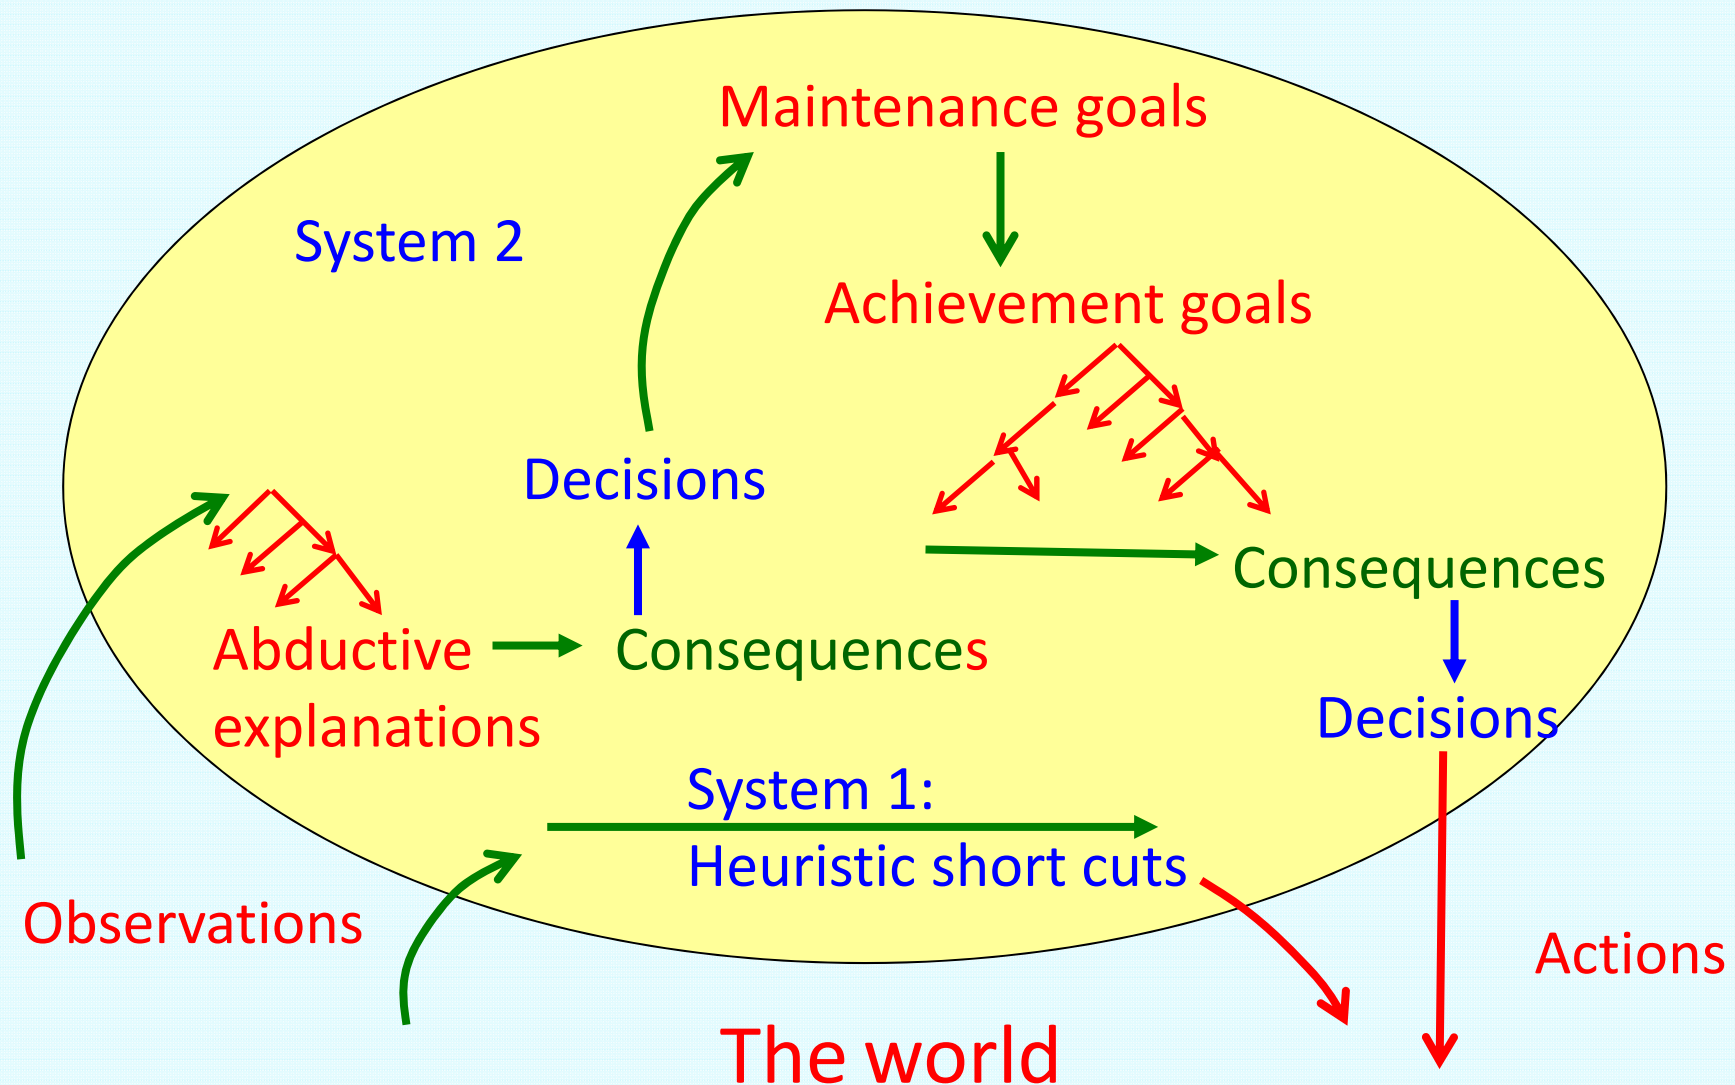 Maintenance goals
System 2
Achievement goals
Decisions
Consequences
Abductive
explanations
Consequences
Decisions
System 1:
Heuristic short cuts
Observations
Actions
The world